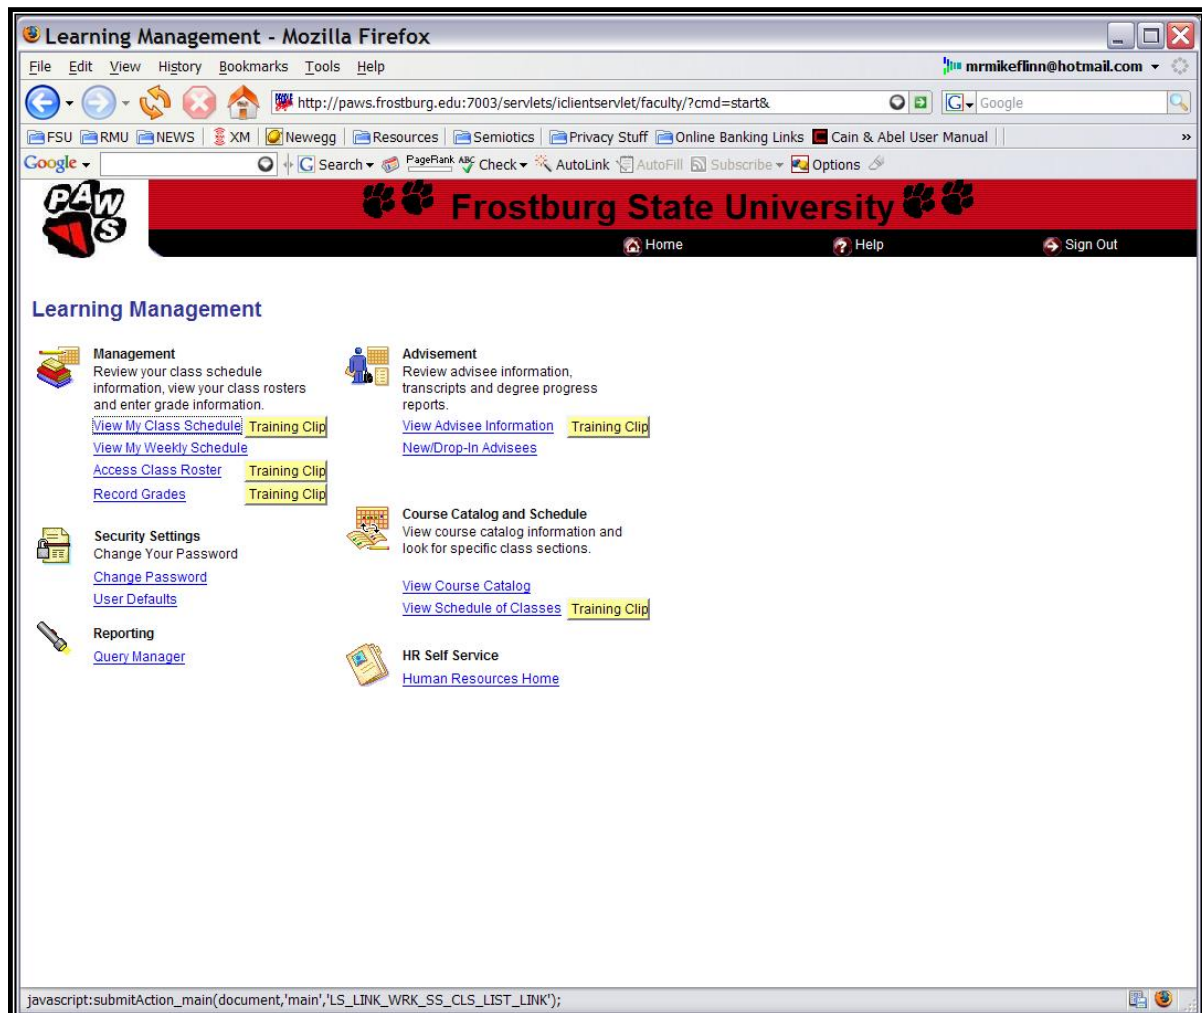 Learning Management - Mozilla Firefox
File Edit View History Bookmarks Tools Help mrmikeflinn@hotmail.com
http://paws.frostburg.edu:7003/servlets/iclientservlet/faculty/?cmd=start& G Google
FSU RMU NEWS XM Newegg Resources Semiotics Privacy Stuff Online Banking Links Cain & Abel User Manual »
Google G Search PageRank ABC Check AutoLink AutoFill Subscribe Options
PAWS
Frostburg State University
Home Help Sign Out
Learning Management
Management
Review your class schedule
information, view your class rosters
and enter grade information.
View My Class Schedule Training Clip
View My Weekly Schedule
Access Class Roster Training Clip
Record Grades Training Clip
Security Settings
Change Your Password
Change Password
User Defaults
Reporting
Query Manager
Advisement
Review advisee information,
transcripts and degree progress
reports.
View Advisee Information Training Clip
New/Drop-In Advisees
Course Catalog and Schedule
View course catalog information and
look for specific class sections.
View Course Catalog
View Schedule of Classes Training Clip
HR Self Service
Human Resources Home
javascript:submitAction_main(document,'main','LS_LINK_WRK_SS_CLS_LIST_LINK');